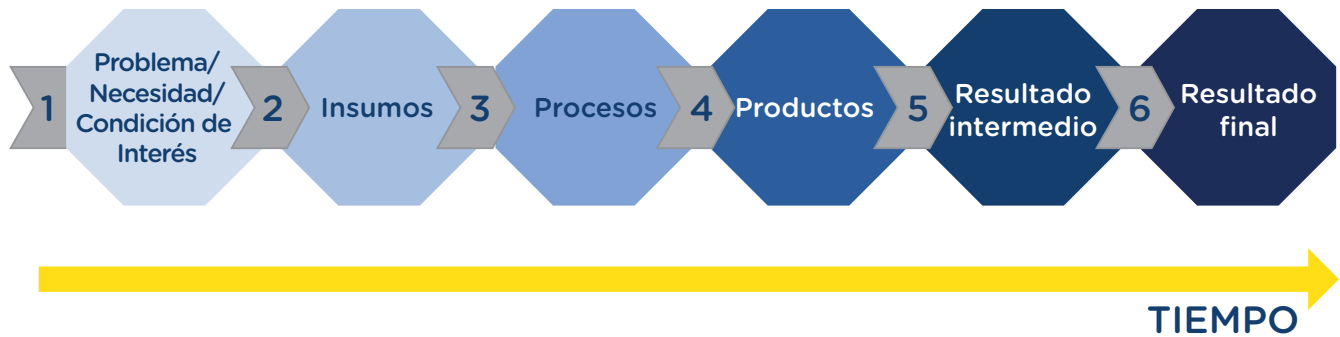 1
Problema/
Necesidad/
Condición de
Interés
2
Insumos
3
Procesos
4
Productos
5
Resultado
intermedio
6
Resultado
final
TIEMPO